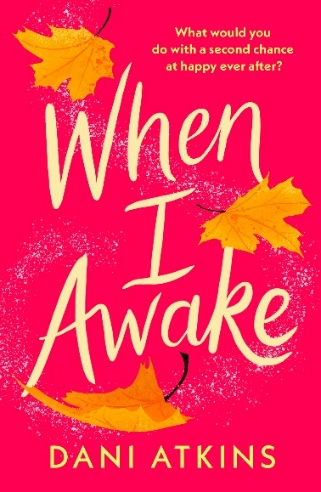 What would you
do with a second chance
at happy ever after?
When
I
Awake
DANI ATKINS